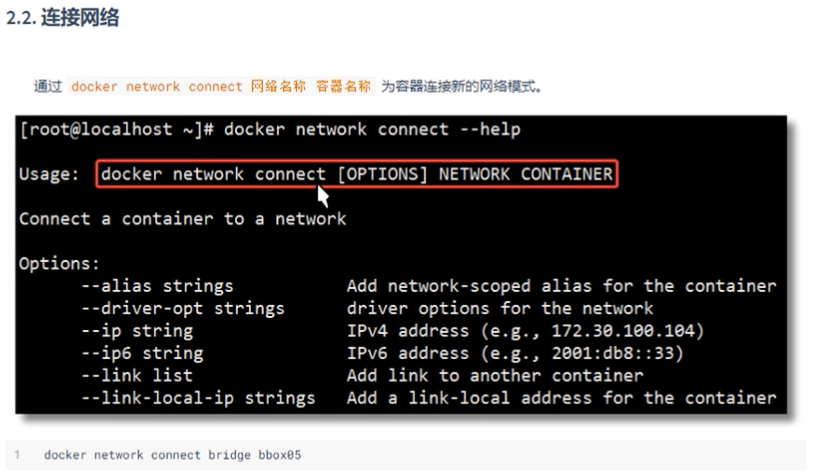 2.2. 连接网络
通过 docker network connect 网络名称 容器名称 为容器连接新的网络模式。
[root@localhost ~]# docker network connect --help
Usage: docker network connect [OPTIONS] NETWORK CONTAINER
Connect a container to a network
Options:
--alias strings Add network-scoped alias for the container
--driver-opt strings driver options for the network
--ip string IPv4 address (e.g., 172.30.100.104)
--ip6 string IPv6 address (e.g., 2001:db8::33)
--link list Add link to another container
--link-local-ip strings Add a link-local address for the container
1 docker network connect bridge bbox05